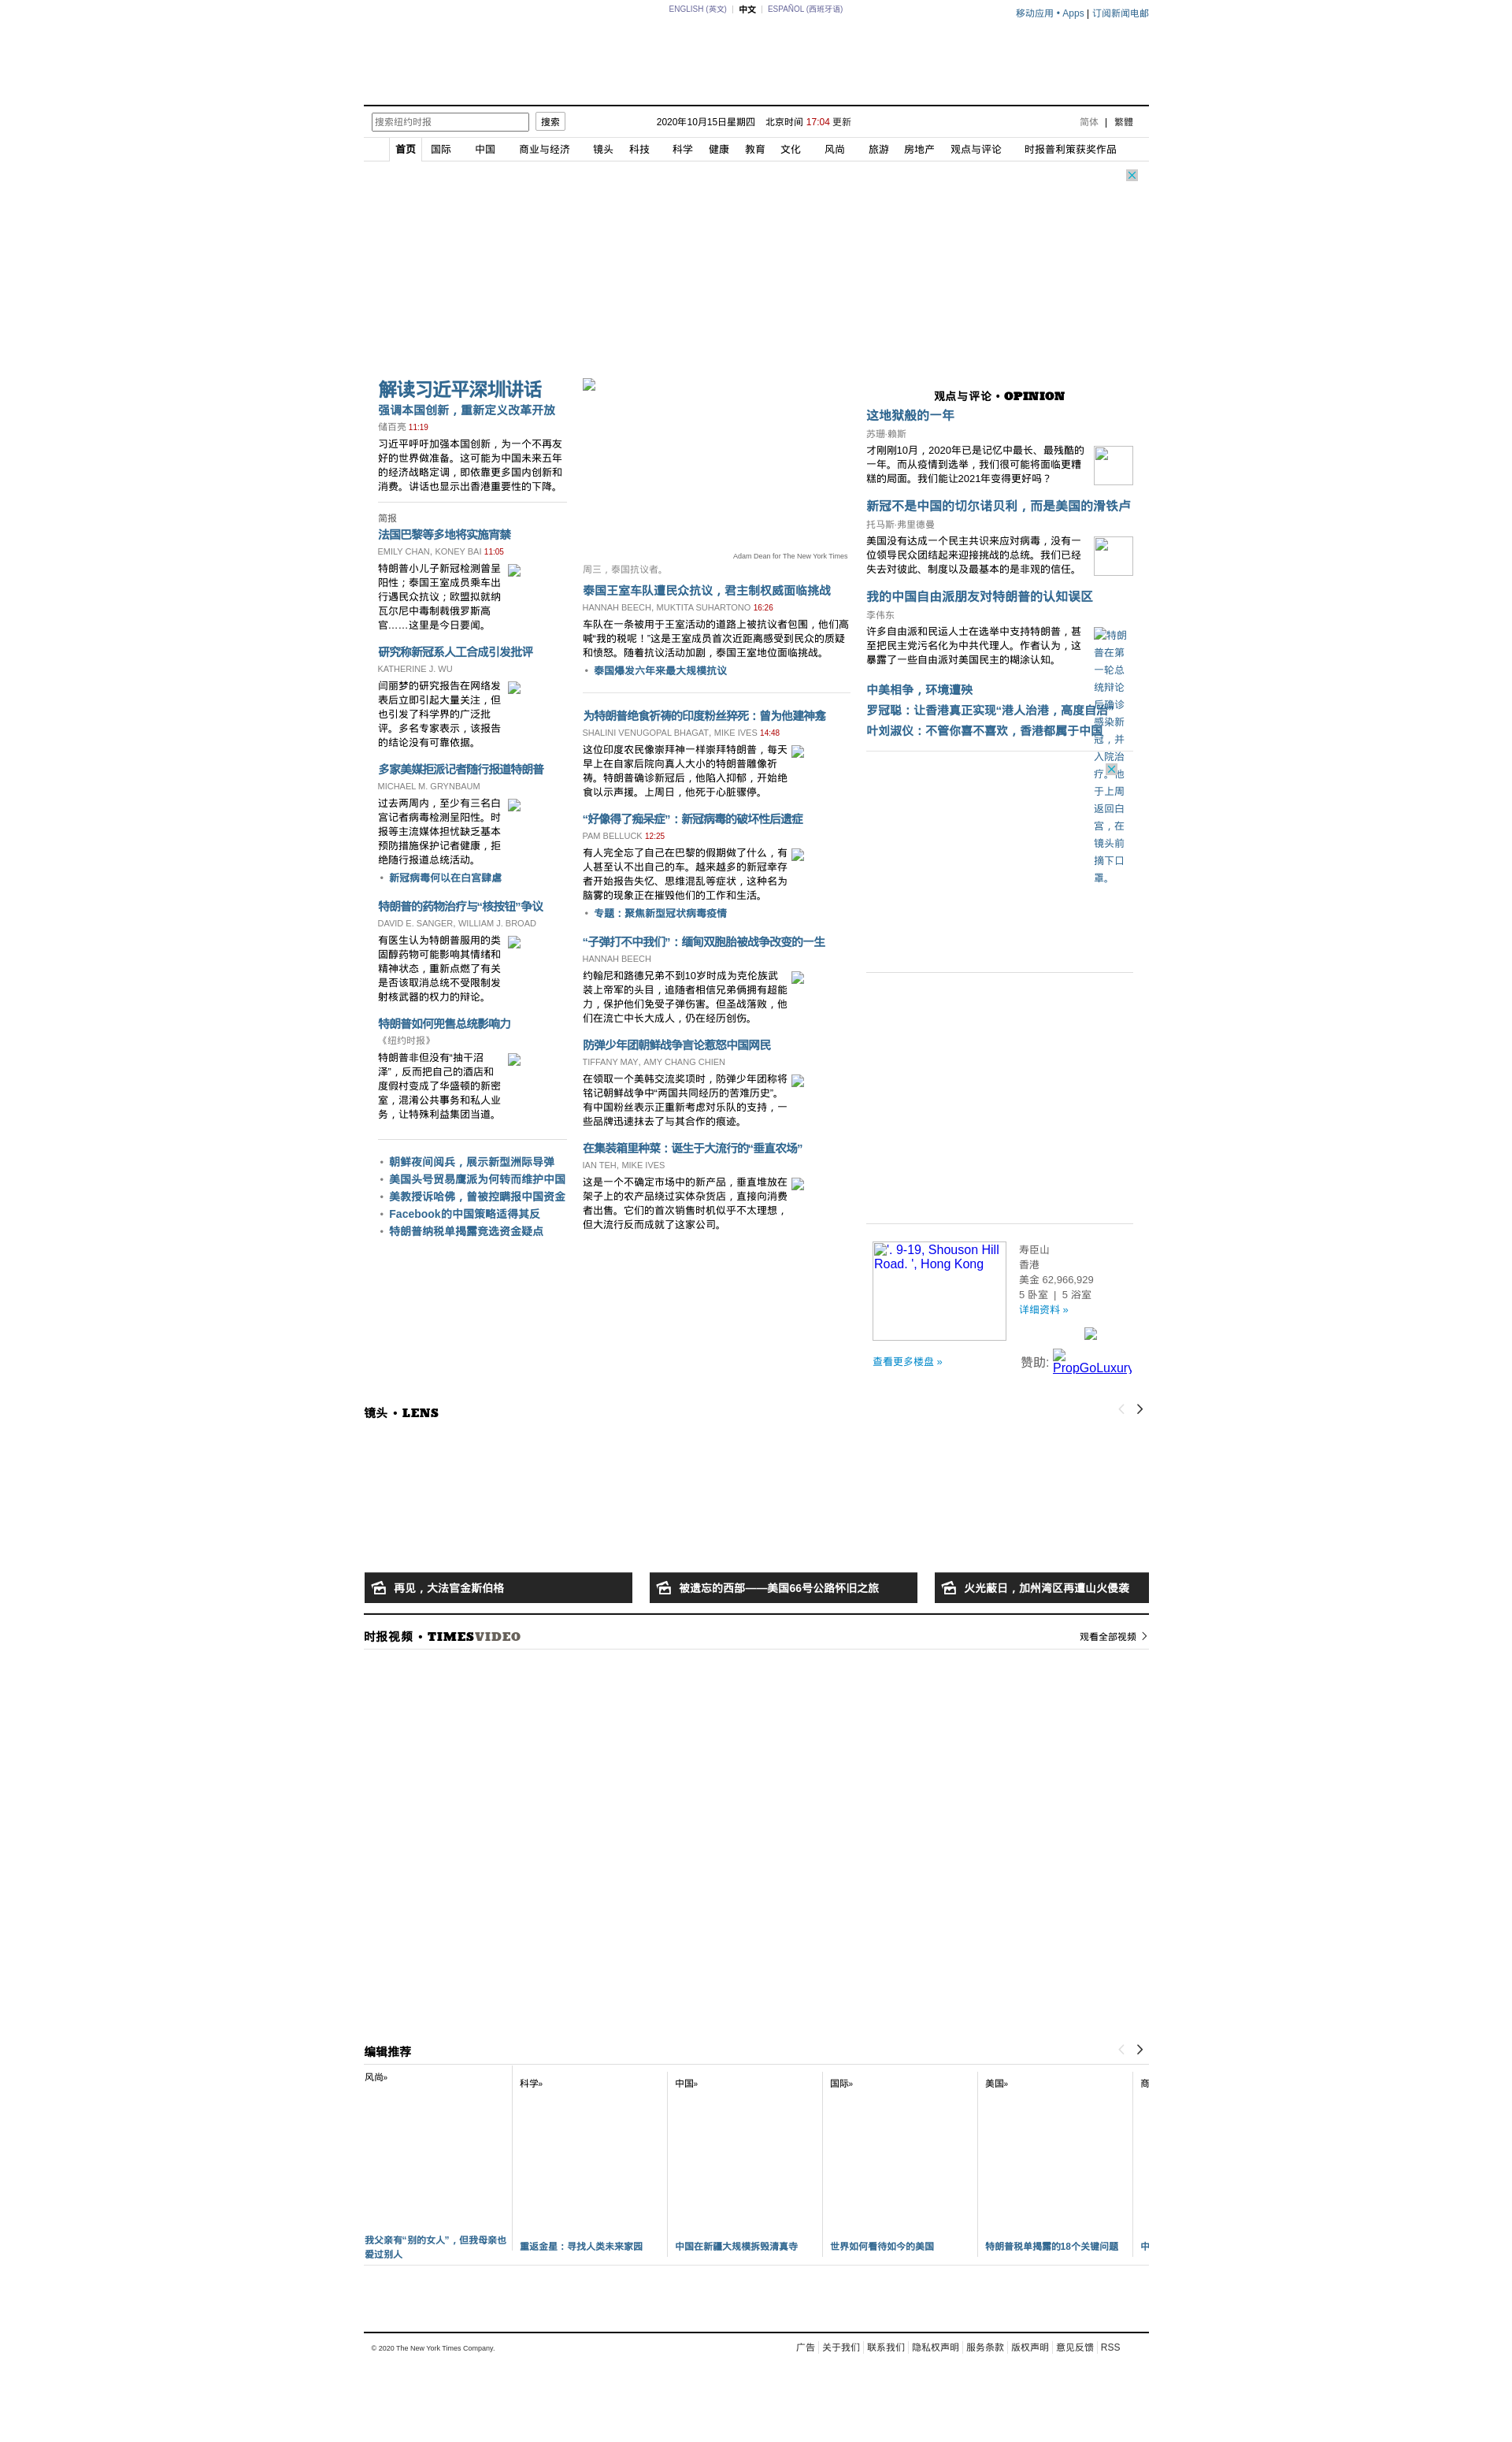 ENGLISH (英文) | 中文 | ESPAÑOL (西班牙语)
移动应用 • Apps | 订阅新闻电邮
搜索纽约时报
搜索
2020年10月15日星期四 北京时间 17:04 更新
简体 | 繁體
首页 国际 中国 商业与经济 镜头 科技 科学 健康 教育 文化 风尚 旅游 房地产 观点与评论 时报普利策获奖作品
解读习近平深圳讲话
强调本国创新，重新定义改革开放
储百亮 11:19
习近平呼吁加强本国创新，为一个不再友
好的世界做准备。这可能为中国未来五年
的经济战略定调，即依靠更多国内创新和
消费。讲话也显示出香港重要性的下降。
简报
法国巴黎等多地将实施宵禁
EMILY CHAN, KONEY BAI 11:05
特朗普小儿子新冠检测曾呈
阳性；泰国王室成员乘车出
行遇民众抗议；欧盟拟就纳
瓦尔尼中毒制裁俄罗斯高
官……这里是今日要闻。
研究称新冠系人工合成引发批评
KATHERINE J. WU
闫丽梦的研究报告在网络发
表后立即引起大量关注，但
也引发了科学界的广泛批
评。多名专家表示，该报告
的结论没有可靠依据。
多家美媒拒派记者随行报道特朗普
MICHAEL M. GRYNBAUM
过去两周内，至少有三名白
宫记者病毒检测呈阳性。时
报等主流媒体担忧缺乏基本
预防措施保护记者健康，拒
绝随行报道总统活动。
• 新冠病毒何以在白宫肆虐
特朗普的药物治疗与“核按钮”争议
DAVID E. SANGER, WILLIAM J. BROAD
有医生认为特朗普服用的类
固醇药物可能影响其情绪和
精神状态，重新点燃了有关
是否该取消总统不受限制发
射核武器的权力的辩论。
特朗普如何兜售总统影响力
《纽约时报》
特朗普非但没有“抽干沼
泽”，反而把自己的酒店和
度假村变成了华盛顿的新密
室，混淆公共事务和私人业
务，让特殊利益集团当道。
• 朝鲜夜间阅兵，展示新型洲际导弹
• 美国头号贸易鹰派为何转而维护中国
• 美教授诉哈佛，曾被控瞒报中国资金
• Facebook的中国策略适得其反
• 特朗普纳税单揭露竞选资金疑点
Adam Dean for The New York Times
周三，泰国抗议者。
泰国王室车队遭民众抗议，君主制权威面临挑战
HANNAH BEECH, MUKTITA SUHARTONO 16:26
车队在一条被用于王室活动的道路上被抗议者包围，他们高
喊“我的税呢！”这是王室成员首次近距离感受到民众的质疑
和愤怒。随着抗议活动加剧，泰国王室地位面临挑战。
• 泰国爆发六年来最大规模抗议
为特朗普绝食祈祷的印度粉丝猝死：曾为他建神龛
SHALINI VENUGOPAL BHAGAT, MIKE IVES 14:48
这位印度农民像崇拜神一样崇拜特朗普，每天
早上在自家后院向真人大小的特朗普雕像祈
祷。特朗普确诊新冠后，他陷入抑郁，开始绝
食以示声援。上周日，他死于心脏骤停。
“好像得了痴呆症”：新冠病毒的破坏性后遗症
PAM BELLUCK 12:25
有人完全忘了自己在巴黎的假期做了什么，有
人甚至认不出自己的车。越来越多的新冠幸存
者开始报告失忆、思维混乱等症状，这种名为
脑雾的现象正在摧毁他们的工作和生活。
• 专题：聚焦新型冠状病毒疫情
“子弹打不中我们”：缅甸双胞胎被战争改变的一生
HANNAH BEECH
约翰尼和路德兄弟不到10岁时成为克伦族武
装上帝军的头目，追随者相信兄弟俩拥有超能
力，保护他们免受子弹伤害。但圣战落败，他
们在流亡中长大成人，仍在经历创伤。
防弹少年团朝鲜战争言论惹怒中国网民
TIFFANY MAY, AMY CHANG CHIEN
在领取一个美韩交流奖项时，防弹少年团称将
铭记朝鲜战争中“两国共同经历的苦难历史”。
有中国粉丝表示正重新考虑对乐队的支持，一
些品牌迅速抹去了与其合作的痕迹。
在集装箱里种菜：诞生于大流行的“垂直农场”
IAN TEH, MIKE IVES
这是一个不确定市场中的新产品，垂直堆放在
架子上的农产品绕过实体杂货店，直接向消费
者出售。它们的首次销售时机似乎不太理想，
但大流行反而成就了这家公司。
观点与评论 • OPINION
这地狱般的一年
苏珊·赖斯
才刚刚10月，2020年已是记忆中最长、最残酷的
一年。而从疫情到选举，我们很可能将面临更糟
糕的局面。我们能让2021年变得更好吗？
新冠不是中国的切尔诺贝利，而是美国的滑铁卢
托马斯·弗里德曼
美国没有达成一个民主共识来应对病毒，没有一
位领导民众团结起来迎接挑战的总统。我们已经
失去对彼此、制度以及最基本的是非观的信任。
我的中国自由派朋友对特朗普的认知误区
李伟东
许多自由派和民运人士在选举中支持特朗普，甚
至把民主党污名化为中共代理人。作者认为，这
暴露了一些自由派对美国民主的糊涂认知。
特朗
普在第
一轮总
统辩论
后确诊
感染新
冠，并
入院治
疗。他
于上周
返回白
宫，在
镜头前
摘下口
罩。
中美相争，环境遭殃
罗冠聪：让香港真正实现“港人治港，高度自治”
叶刘淑仪：不管你喜不喜欢，香港都属于中国
'. 9-19, Shouson Hill
Road. ', Hong Kong
寿臣山
香港
美金 62,966,929
5 卧室 | 5 浴室
详细资料 »
查看更多楼盘 »
赞助:
PropGoLuxury
镜头 • LENS
再见，大法官金斯伯格
被遗忘的西部——美国66号公路怀旧之旅
火光蔽日，加州湾区再遭山火侵袭
时报视频 • TIMESVIDEO
观看全部视频
编辑推荐
风尚»
科学»
中国»
国际»
美国»
商
我父亲有“别的女人”，但我母亲也
爱过别人
重返金星：寻找人类未来家园
中国在新疆大规模拆毁清真寺
世界如何看待如今的美国
特朗普税单揭露的18个关键问题
中
© 2020 The New York Times Company.
广告 关于我们 联系我们 隐私权声明 服务条款 版权声明 意见反馈 RSS